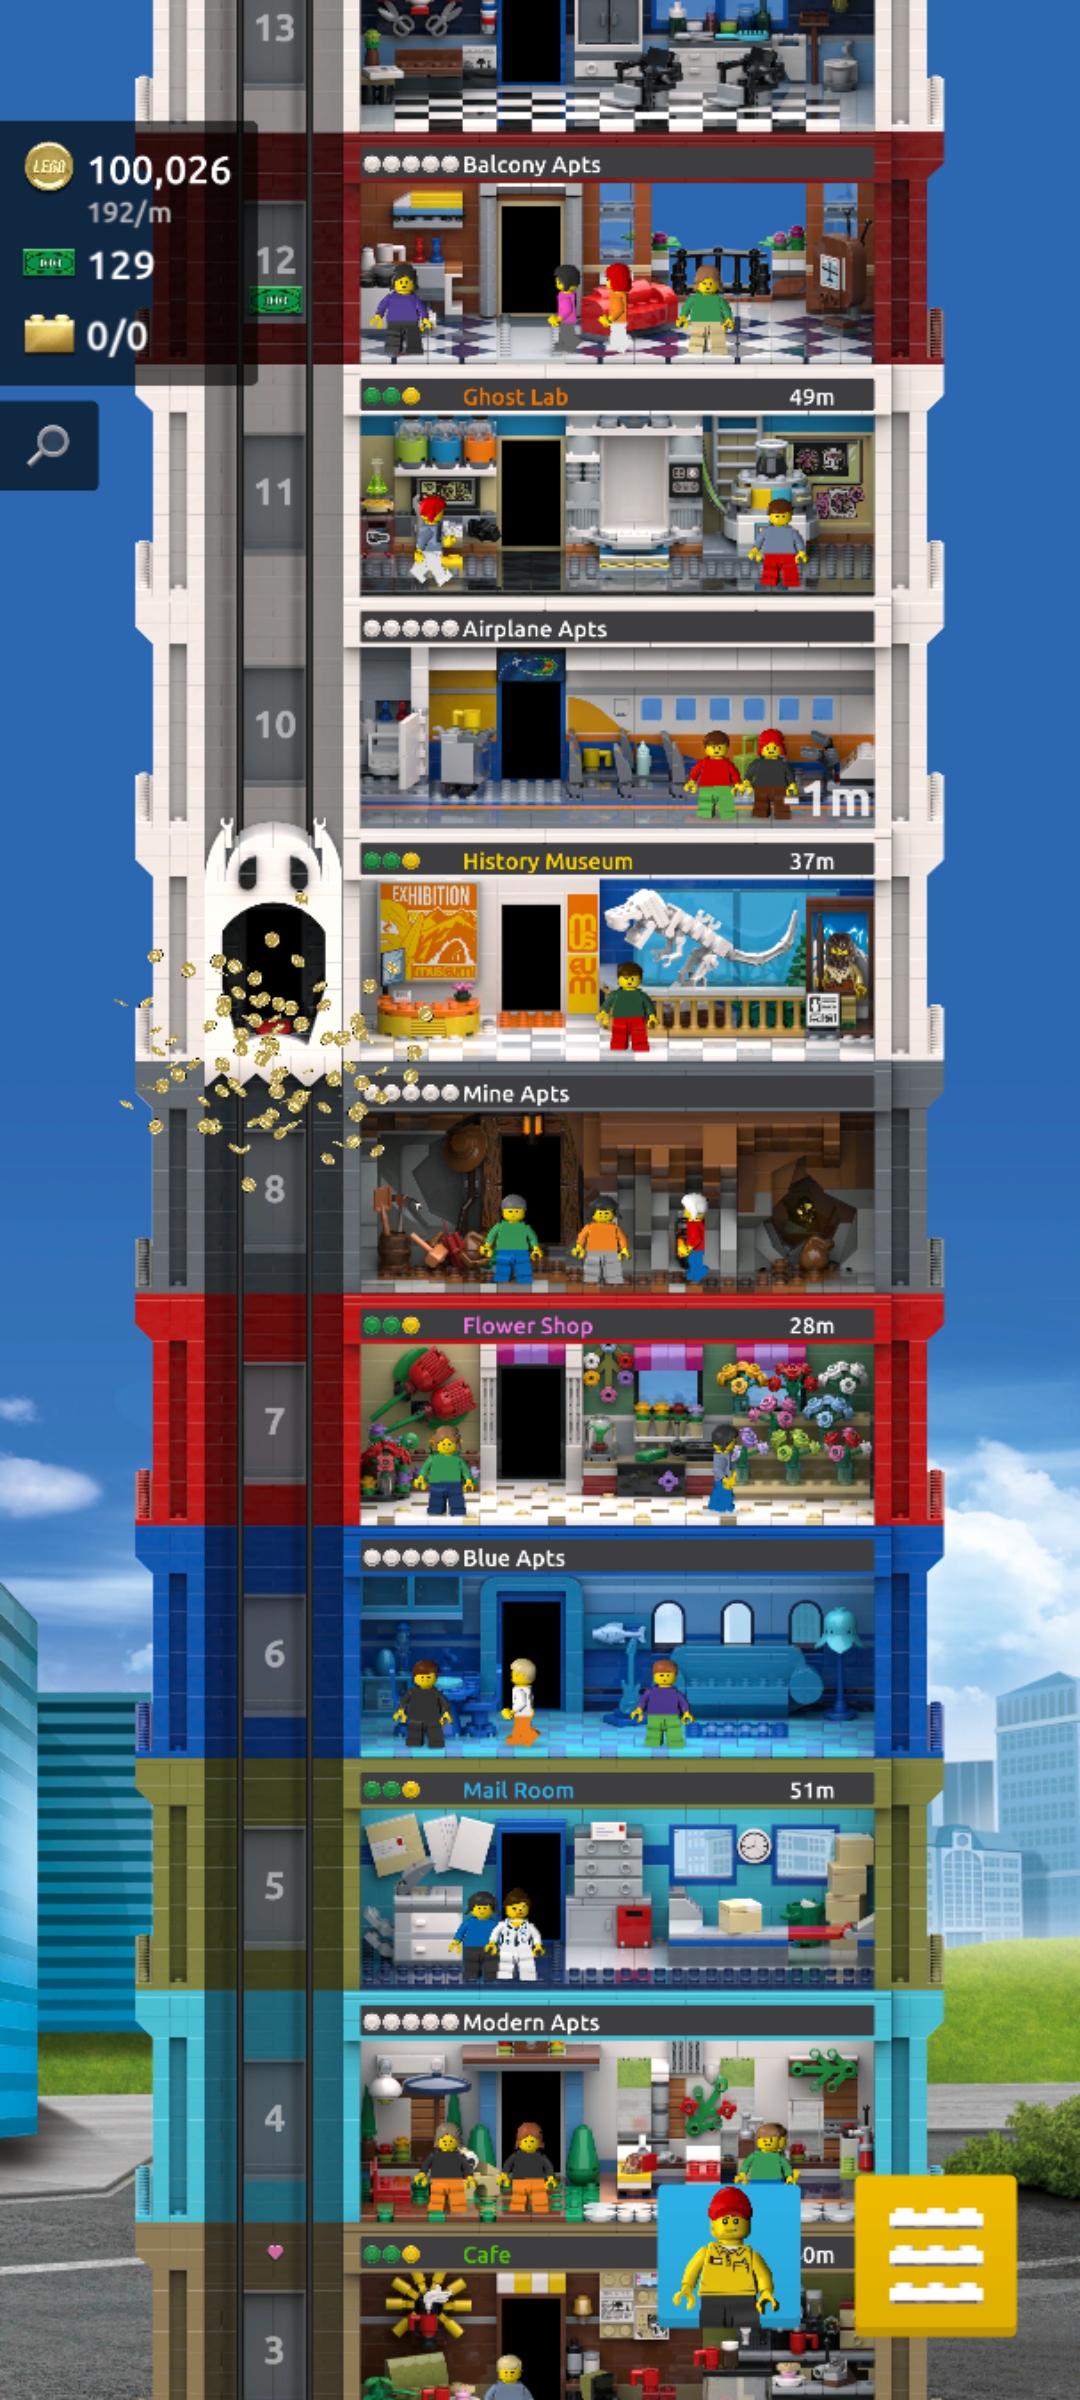 13
LEGO
100,026
192/m
129
0/0
Balcony Apts
12
Ghost Lab 49m
11
Airplane Apts
10
-1m
History Museum 37m
EXHIBITION
museum
museum
Mine Apts
8
Flower Shop 28m
7
Blue Apts
6
Mail Room 51m
5
Modern Apts
4
Cafe 0m
3